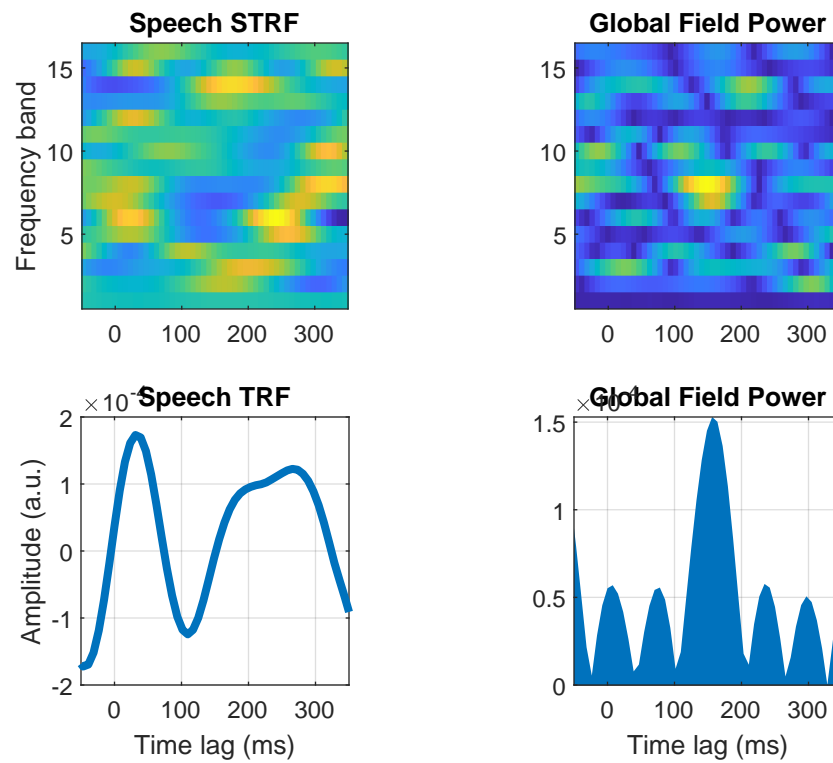 Speech STRF
Global Field Power
Frequency band
15
10
5
0 100 200 300
15
10
5
0 100 200 300
×10-4
Speech TRF
Global Field Power
Amplitude (a.u.)
2
1
0
-1
-2
0 100 200 300
Time lag (ms)
1.5
1
0.5
0
0 100 200 300
Time lag (ms)